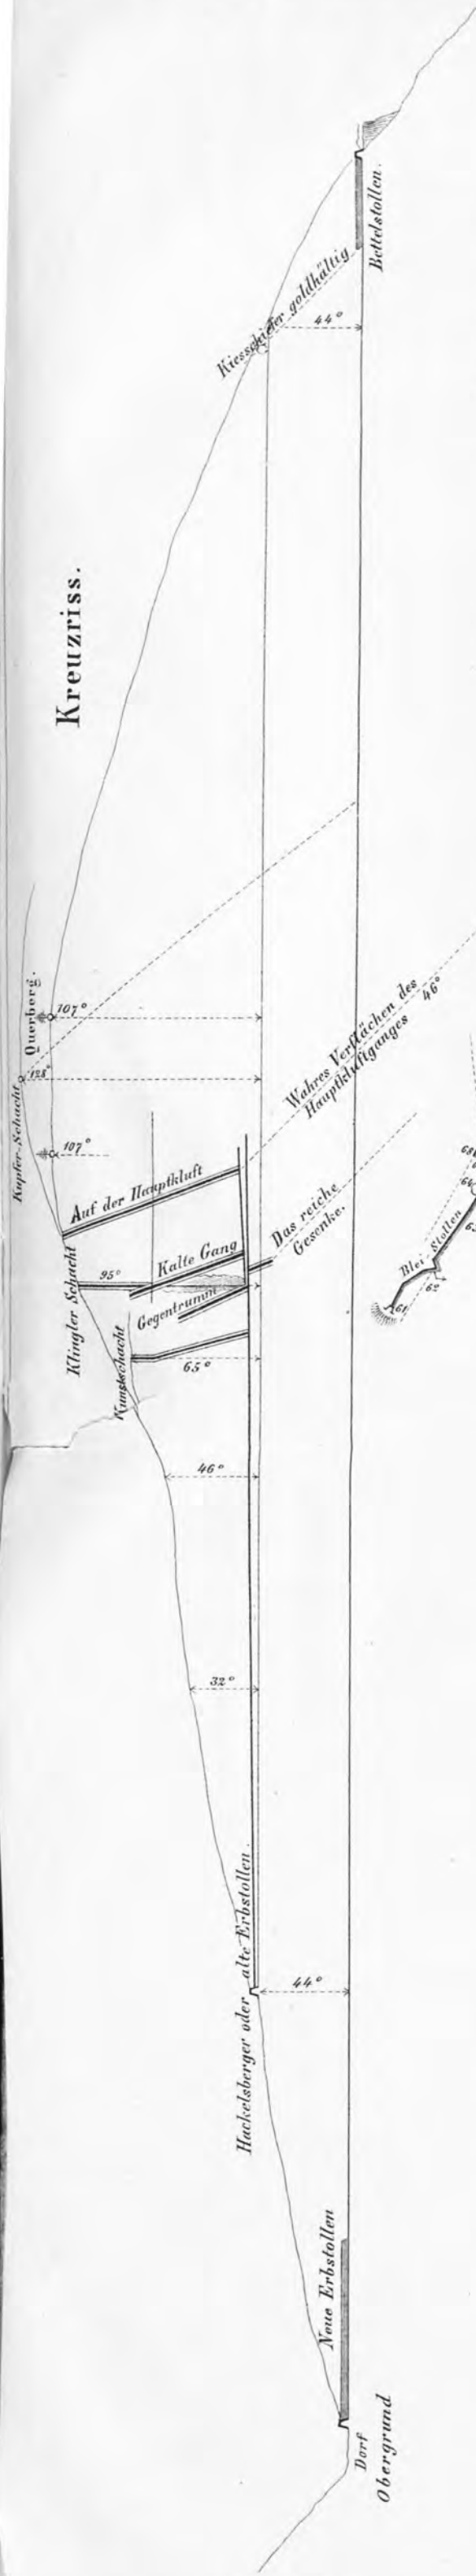 Kreuzriss.
Dorf
Obergrund
Neue Erbstollen
Hackelsberger oder alte Erbstollen.
44°
32°
46°
65°
Kunstschacht
Klingler Schacht
95°
Gegentrumm
Kalte Gang
Auf der Hauptkluft
Das reiche
Gesenke.
Wahres Verflächen des
Hauptkluftganges
46°
107°
Kupfer-Schacht
128°
107°
Querberg.
Kiesschiefer goldhältig
44°
Bettelstollen.
Blei Stollen
61
62